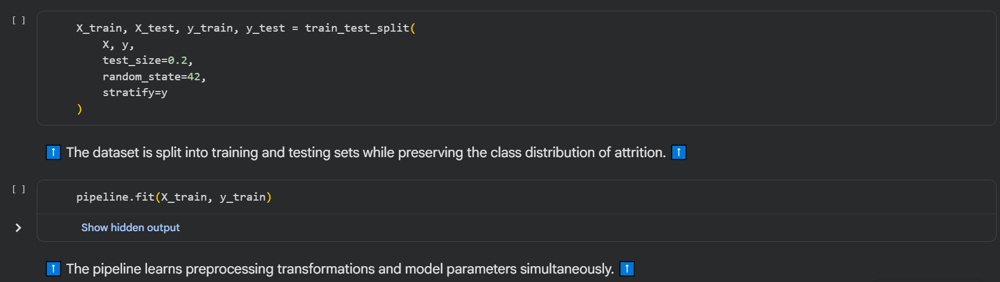 [ ]
X_train, X_test, y_train, y_test = train_test_split(
    X, y,
    test_size=0.2,
    random_state=42,
    stratify=y
)
⬆️ The dataset is split into training and testing sets while preserving the class distribution of attrition. ⬆️
[ ]
pipeline.fit(X_train, y_train)
Show hidden output
⬆️ The pipeline learns preprocessing transformations and model parameters simultaneously. ⬆️